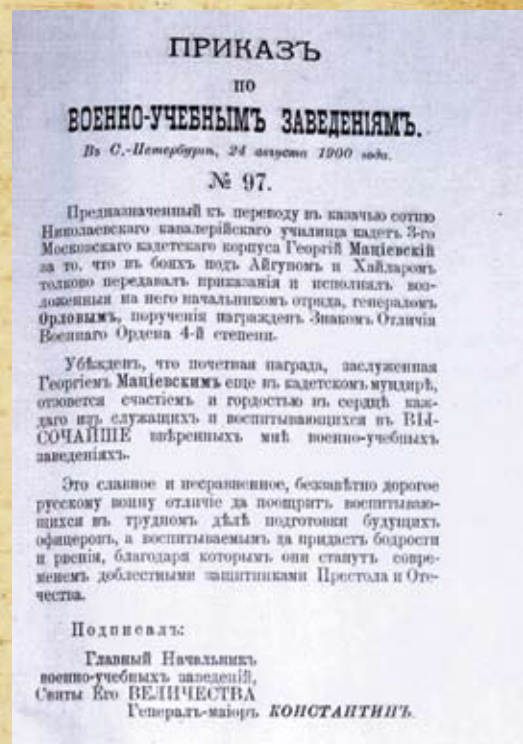 ПРИКАЗЪ
ПО
ВОЕННО-УЧЕБНЫМЪ ЗАВЕДЕНІЯМЪ.
Въ С.-Петербургѣ, 24 августа 1900 года.
№ 97.
Предназначенный къ переводу въ казачью сотню
Николаевскаго кавалерійскаго училища кадетъ 3-го
Московскаго кадетскаго корпуса Георгій Маціевскій
за то, что въ бояхъ подъ Айгуномъ и Хайларомъ
толково передавалъ приказанія и исполнялъ воз-
ложенныя на него начальникомъ отряда, генераломъ
Орловымъ, порученія награжденъ Знакомъ Отличія
Военнаго Ордена 4-й степени.
Убѣжденъ, что почетная награда, заслуженная
Георгіемъ Маціевскимъ еще въ кадетскомъ мундирѣ,
отзовется счастіемъ и гордостью въ сердцѣ каж-
даго изъ служащихъ и воспитывающихся въ ВЫ-
СОЧАЙШЕ ввѣренныхъ мнѣ военно-учебныхъ
заведеніяхъ.
Это славное и несравненное, беззавѣтно дорогое
русскому воину отличіе да поощритъ воспитываю-
щихся въ трудномъ дѣлѣ подготовки будущихъ
офицеровъ, а воспитываемымъ да придастъ бодрости
и рвенія, благодаря которымъ они станутъ совре-
менемъ доблестными защитниками Престола и Оте-
чества.
Подписалъ:
Главный Начальникъ
военно-учебныхъ заведеній,
Свиты Его ВЕЛИЧЕСТВА
Генералъ-маіоръ КОНСТАНТИНЪ.